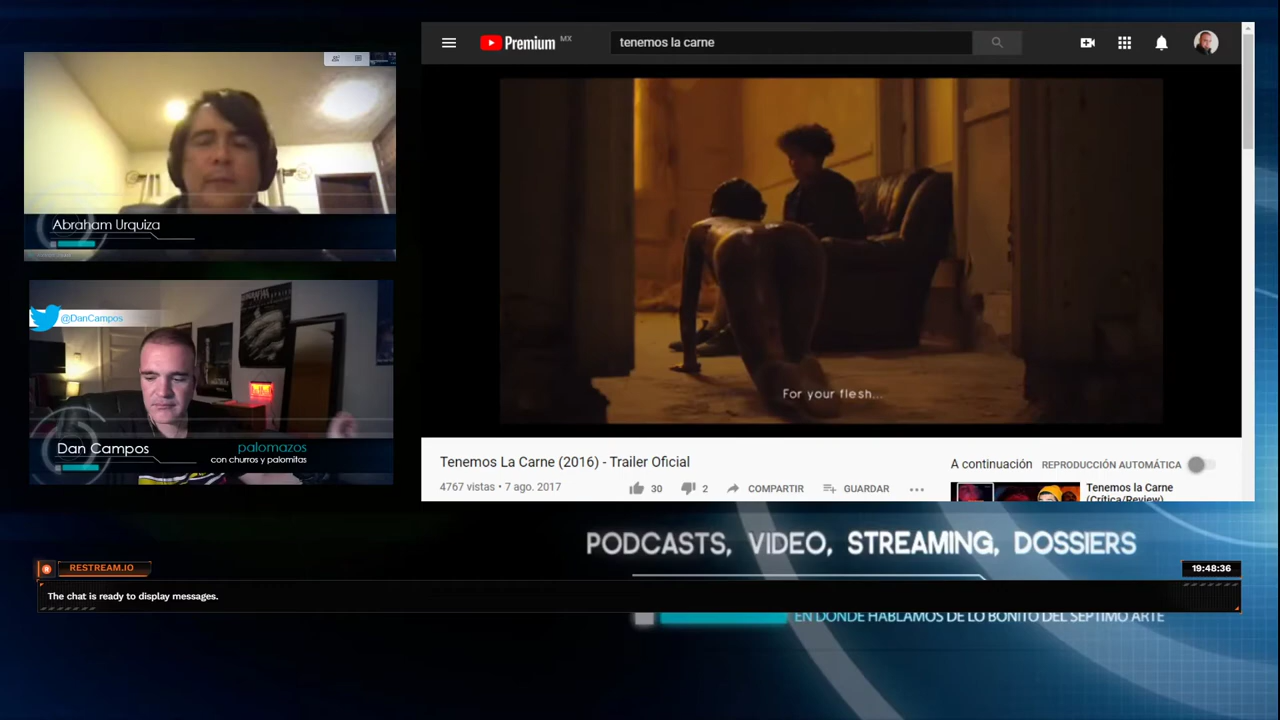 Premium MX
tenemos la carne
Abraham Urquiza
@DanCampos
Dan Campos
palomazos
con churros y palomitas
For your flesh...
Tenemos La Carne (2016) - Trailer Oficial
4767 vistas • 7 ago. 2017
30
2
COMPARTIR
GUARDAR
A continuación
REPRODUCCIÓN AUTOMÁTICA
Tenemos la Carne
(Crítica/Review)
PODCASTS, VIDEO, STREAMING, DOSSIERS
RESTREAM.IO
19:48:36
The chat is ready to display messages.
EN DONDE HABLAMOS DE LO BONITO DEL SEPTIMO ARTE